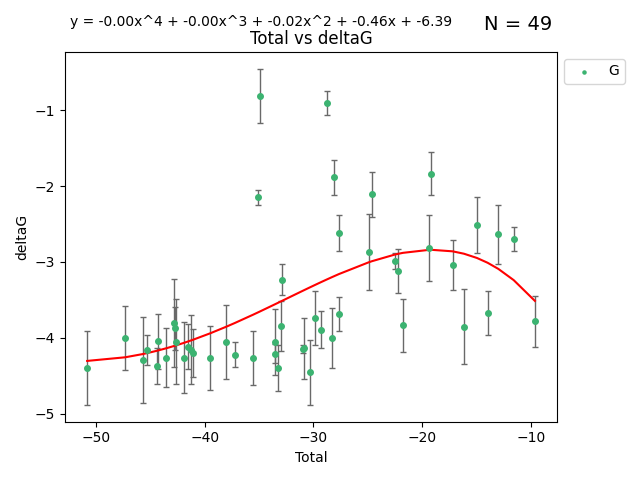 y = -0.00x^4 + -0.00x^3 + -0.02x^2 + -0.46x + -6.39
N = 49
Total vs deltaG
G
−1
−2
−3
−4
−5
deltaG
−50 −40 −30 −20 −10
Total